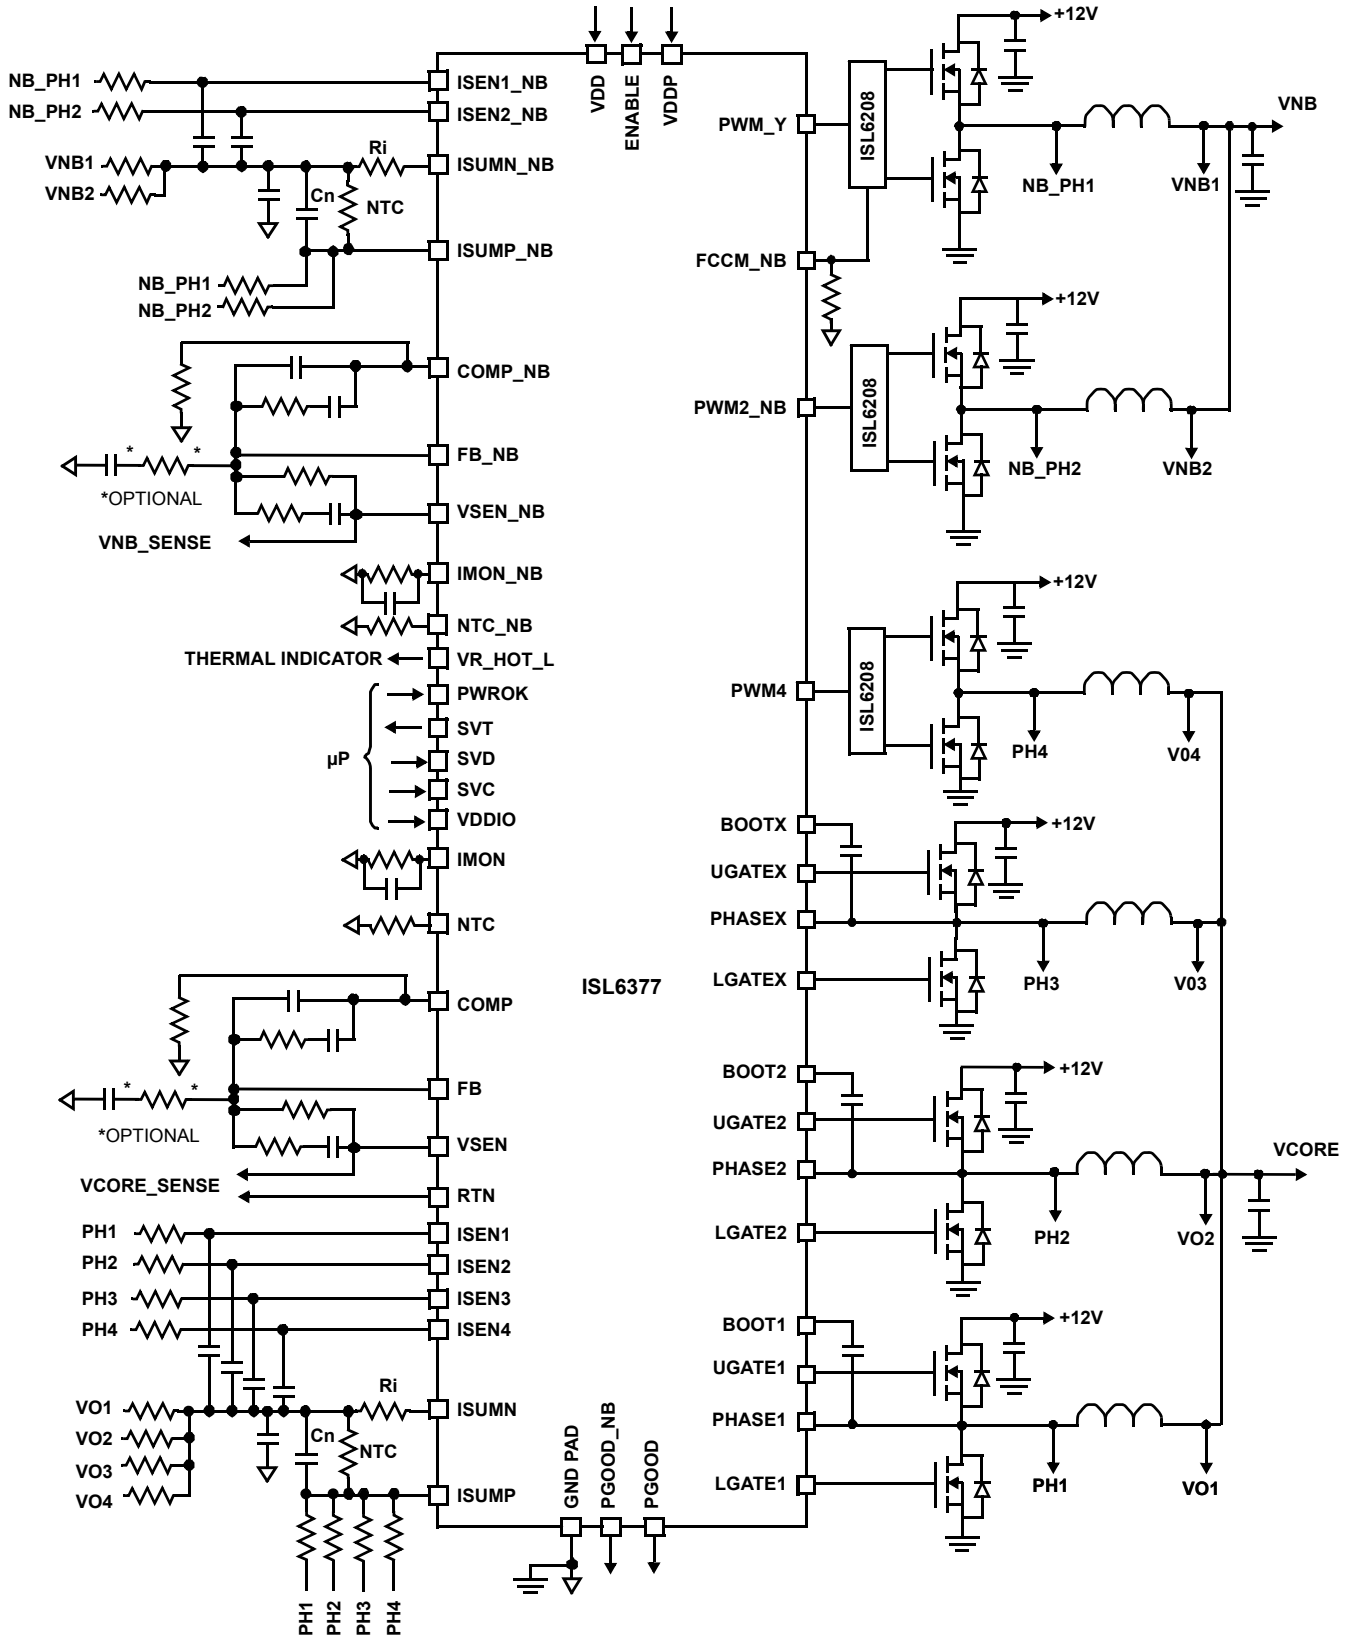 NB_PH1
NB_PH2
VNB1
VNB2
Ri
Cn
NTC
NB_PH1
NB_PH2
ISEN1_NB
ISEN2_NB
ISUMN_NB
ISUMP_NB
VDD
ENABLE
VDDP
* *
*OPTIONAL
VNB_SENSE
COMP_NB
FB_NB
VSEN_NB
IMON_NB
NTC_NB
THERMAL INDICATOR
VR_HOT_L
µP
PWROK
SVT
SVD
SVC
VDDIO
IMON
NTC
COMP
* *
*OPTIONAL
FB
VSEN
VCORE_SENSE
RTN
PH1
PH2
PH3
PH4
ISEN1
ISEN2
ISEN3
ISEN4
VO1
VO2
VO3
VO4
Ri
Cn
NTC
ISUMN
ISUMP
PH1
PH2
PH3
PH4
GND PAD
PGOOD_NB
PGOOD
ISL6377
PWM_Y
ISL6208
+12V
NB_PH1
VNB1
VNB
FCCM_NB
PWM2_NB
ISL6208
+12V
NB_PH2
VNB2
PWM4
ISL6208
+12V
PH4
V04
BOOTX
UGATEX
PHASEX
LGATEX
+12V
PH3
V03
BOOT2
UGATE2
PHASE2
LGATE2
+12V
PH2
VO2
VCORE
BOOT1
UGATE1
PHASE1
LGATE1
+12V
PH1
VO1